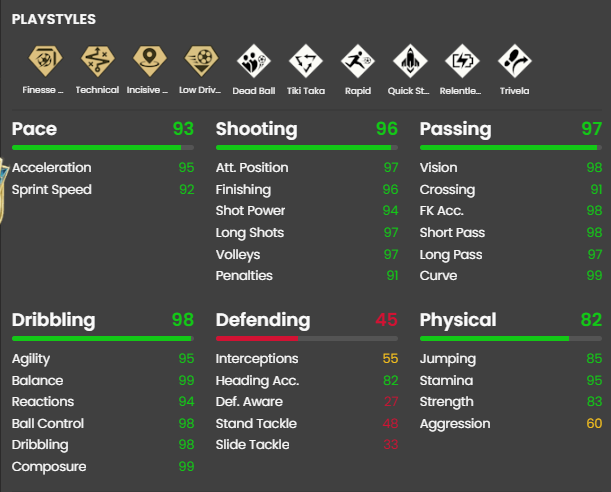 PLAYSTYLES
Finesse ... Technical Incisive ... Low Driv... Dead Ball Tiki Taka Rapid Quick St... Relentle... Trivela
Pace 93
Acceleration 95
Sprint Speed 92
Shooting 96
Att. Position 97
Finishing 96
Shot Power 94
Long Shots 97
Volleys 97
Penalties 91
Passing 97
Vision 98
Crossing 91
FK Acc. 98
Short Pass 98
Long Pass 97
Curve 99
Dribbling 98
Agility 95
Balance 99
Reactions 94
Ball Control 98
Dribbling 98
Composure 99
Defending 45
Interceptions 55
Heading Acc. 82
Def. Aware 27
Stand Tackle 48
Slide Tackle 33
Physical 82
Jumping 85
Stamina 95
Strength 83
Aggression 60